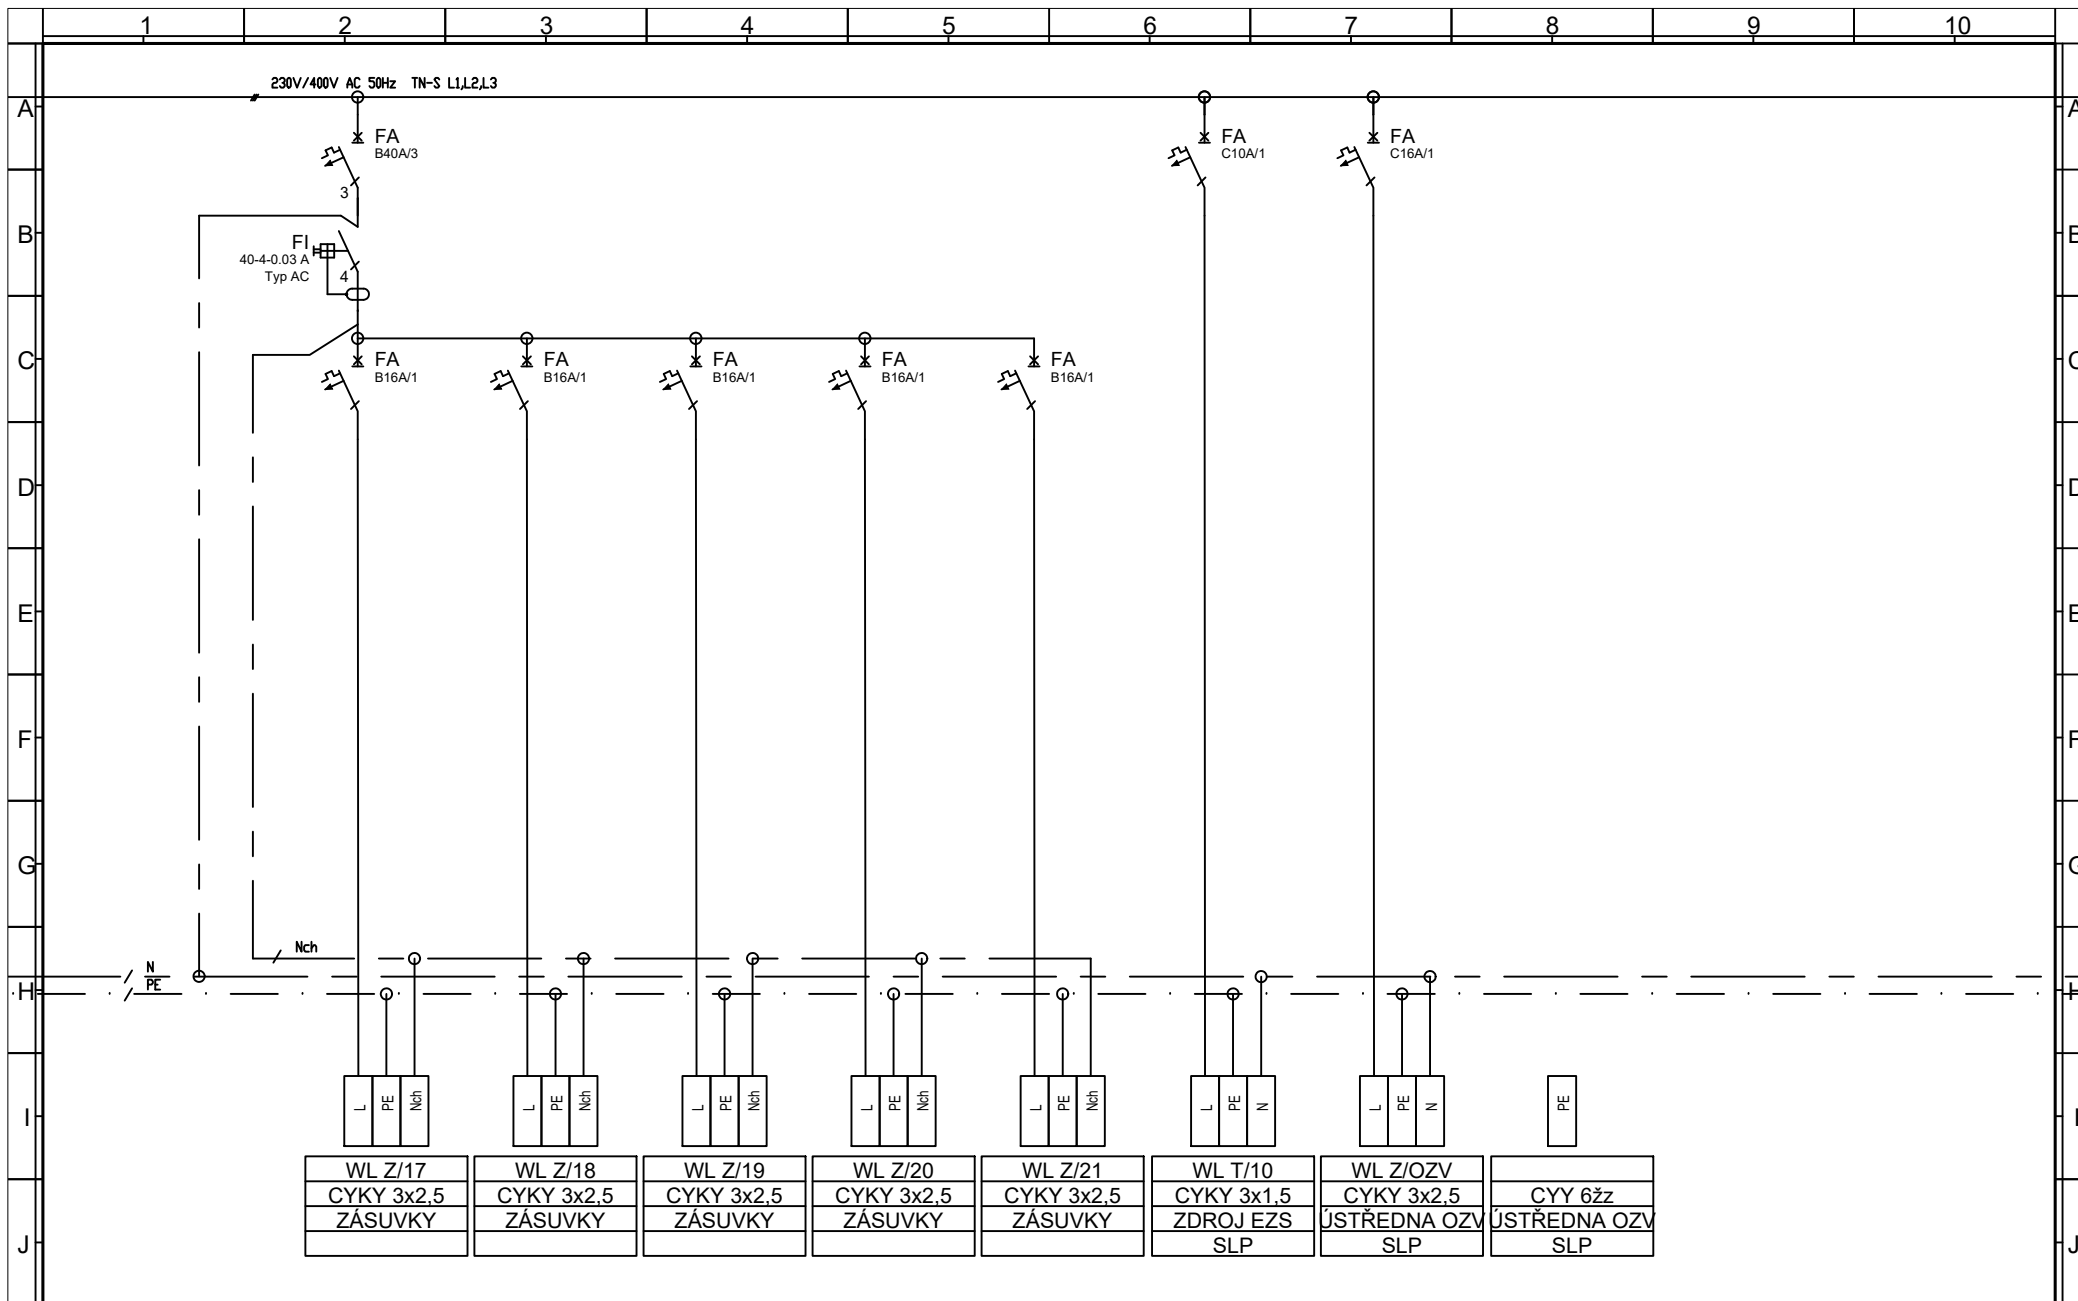 1 2 3 4 5 6 7 8 9 10
230V/400V AC 50Hz TN-S L1,L2,L3
A A
FA FA FA
B40A/3 C10A/1 C16A/1
3
B B
FI
40-4-0.03 A
Typ AC 4
C FA FA FA FA FA C
B16A/1 B16A/1 B16A/1 B16A/1 B16A/1
D D
E E
F F
G G
Nch
N
PE
H H
L PE Nch L PE Nch L PE Nch L PE Nch L PE Nch L PE N L PE N PE
I I
WL Z/17 WL Z/18 WL Z/19 WL Z/20 WL Z/21 WL T/10 WL Z/OZV
CYKY 3x2,5 CYKY 3x2,5 CYKY 3x2,5 CYKY 3x2,5 CYKY 3x2,5 CYKY 3x1,5 CYKY 3x2,5 CYY 6žz
ZÁSUVKY ZÁSUVKY ZÁSUVKY ZÁSUVKY ZÁSUVKY ZDROJ EZS ÚSTŘEDNA OZV ÚSTŘEDNA OZV
J SLP SLP SLP J